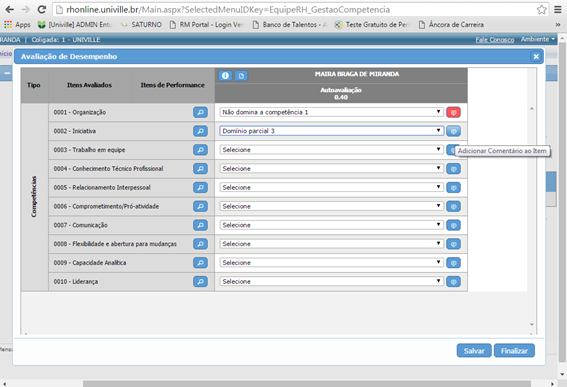 rhonline.univille.br/Main.aspx?SelectedMenuIDKey=EquipeRH_GestaoCompetencia
Apps
[Univille] ADMIN Entu
SATURNO
RM Portal - Login Ver
Banco de Talentos - A
Teste Gratuito de Per
Âncora de Carreira
RANDA | Coligada: 1 - UNIVILLE
Fale Conosco
Ambiente
Avaliação de Desempenho
Tipo
Itens Avaliados
Itens de Performance
MAIRA BRAGA DE MIRANDA
Autoavaliação
0.40
Competências
0001 - Organização
Não domina a competência 1
0002 - Iniciativa
Domínio parcial 3
0003 - Trabalho em equipe
Selecione
Adicionar Comentário ao Item
0004 - Conhecimento Técnico Profissional
Selecione
0005 - Relacionamento Interpessoal
Selecione
0006 - Comprometimento/Pró-atividade
Selecione
0007 - Comunicação
Selecione
0008 - Flexibilidade e abertura para mudanças
Selecione
0009 - Capacidade Analítica
Selecione
0010 - Liderança
Selecione
Salvar
Finalizar